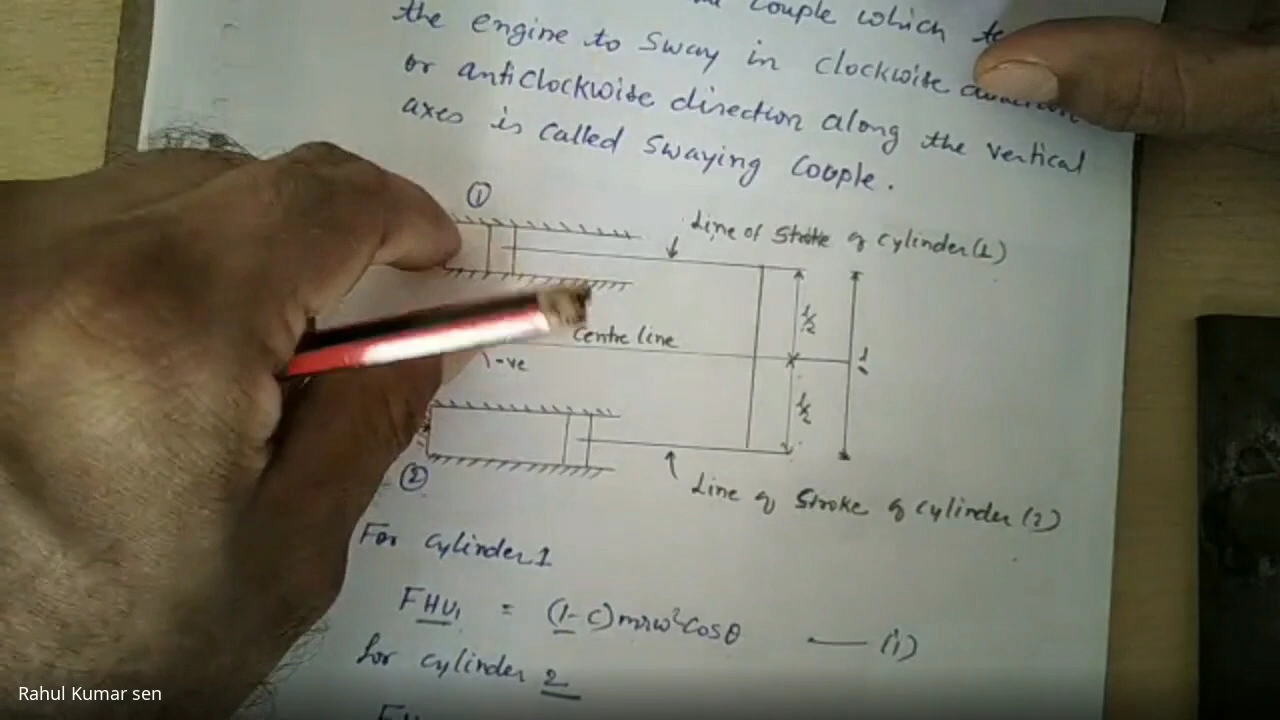 couple which
the engine to sway in clockwise
or anticlockwise direction along the vertical
axes is called swaying couple.
①
Line of stroke of cylinder (1)
l/2
Centre line
l
-ve
l/2
②
Line of stroke of cylinder (2)
For cylinder 1
FHU₁ = (1-C)mrω²cosθ —— (i)
for cylinder 2
Rahul Kumar sen